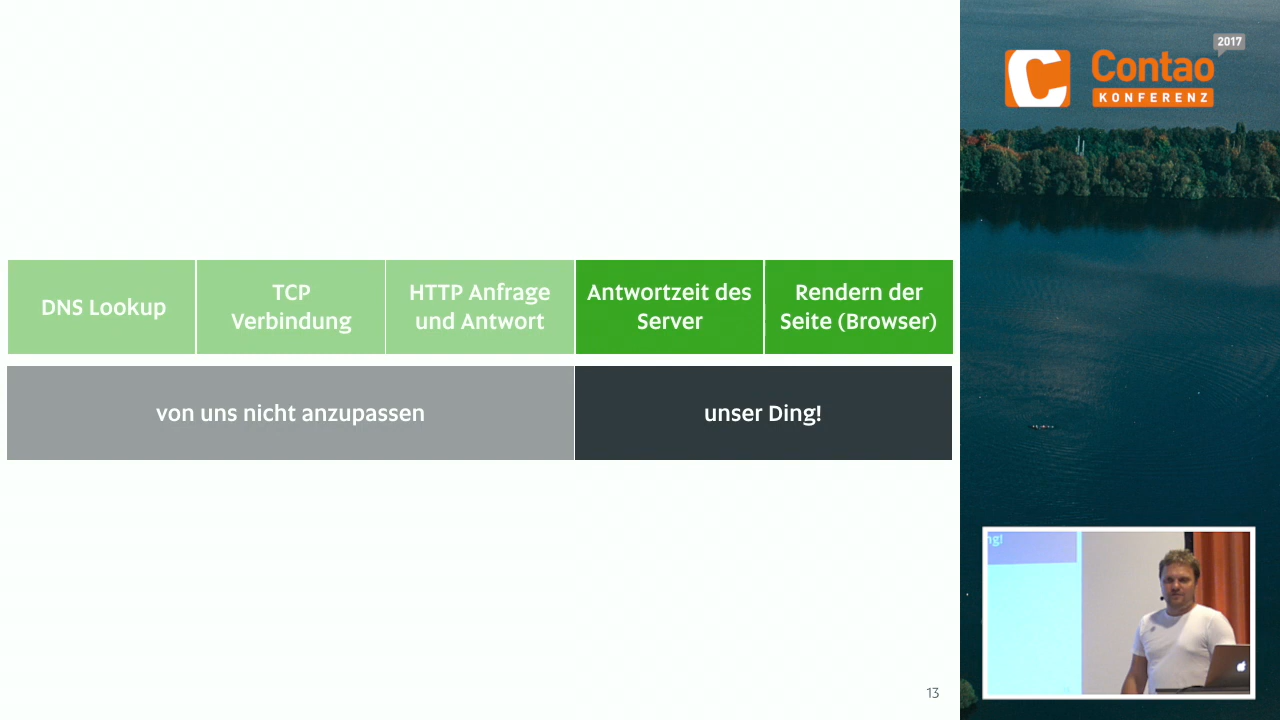 DNS Lookup
TCP
Verbindung
HTTP Anfrage
und Antwort
Antwortzeit des
Server
Rendern der
Seite (Browser)
von uns nicht anzupassen
unser Ding!
13
2017
Contao
KONFERENZ
ng!